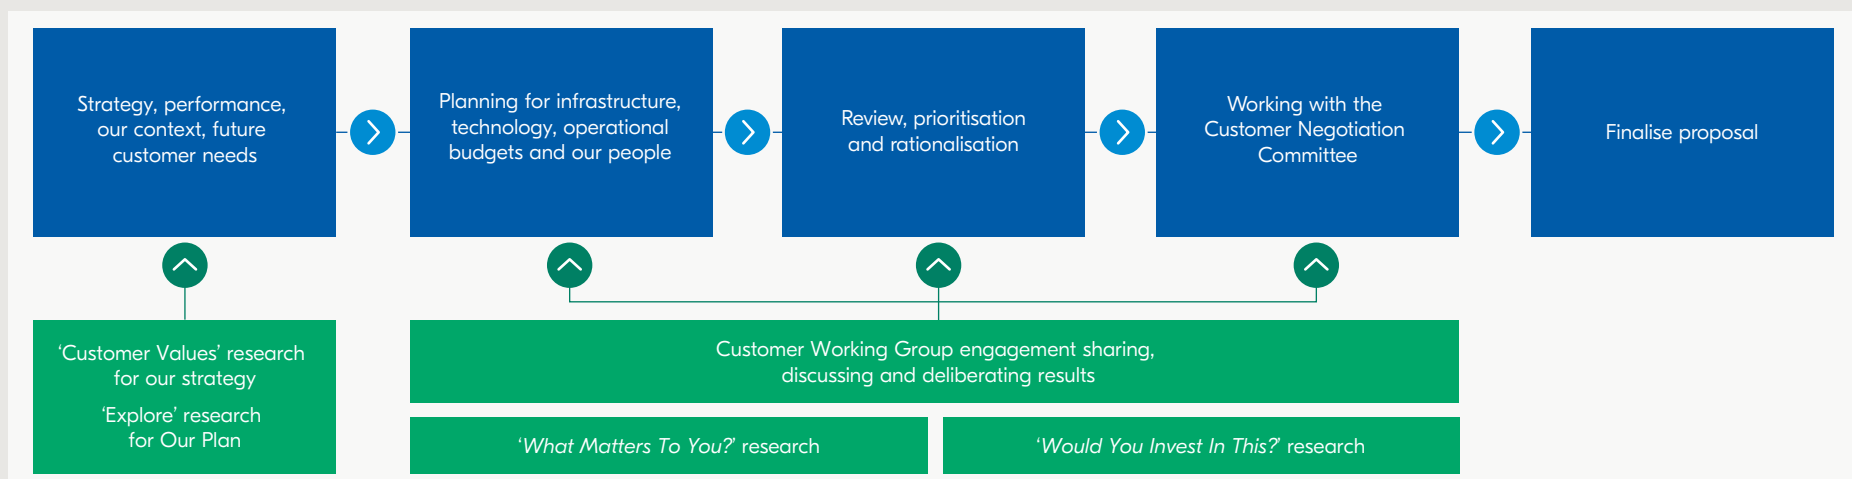 Strategy, performance,
our context, future
customer needs
Planning for infrastructure,
technology, operational
budgets and our people
Review, prioritisation
and rationalisation
Working with the
Customer Negotiation
Committee
Finalise proposal
‘Customer Values’ research
for our strategy
‘Explore’ research
for Our Plan
Customer Working Group engagement sharing,
discussing and deliberating results
‘What Matters To You?’ research
‘Would You Invest In This?’ research